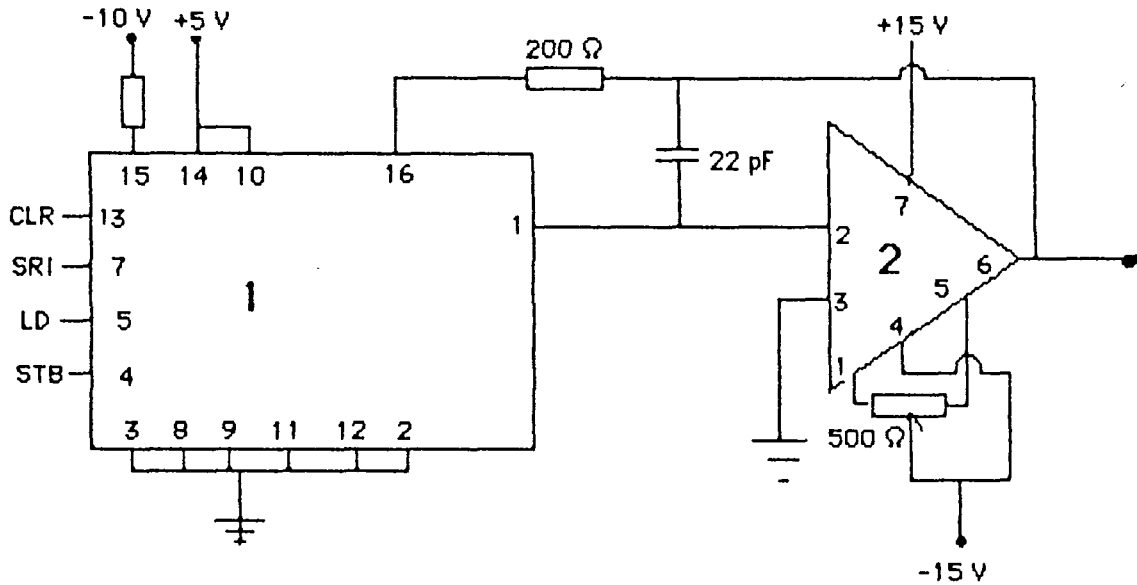 -10 V +5 V
+15 V
200 Ω
15 14 10 16
22 pF
7
CLR 13
1
2
SRI 7
2
6
1
5
LD 5
3
4
STB 4
1
3 8 9 11 12 2
500 Ω
-15 V